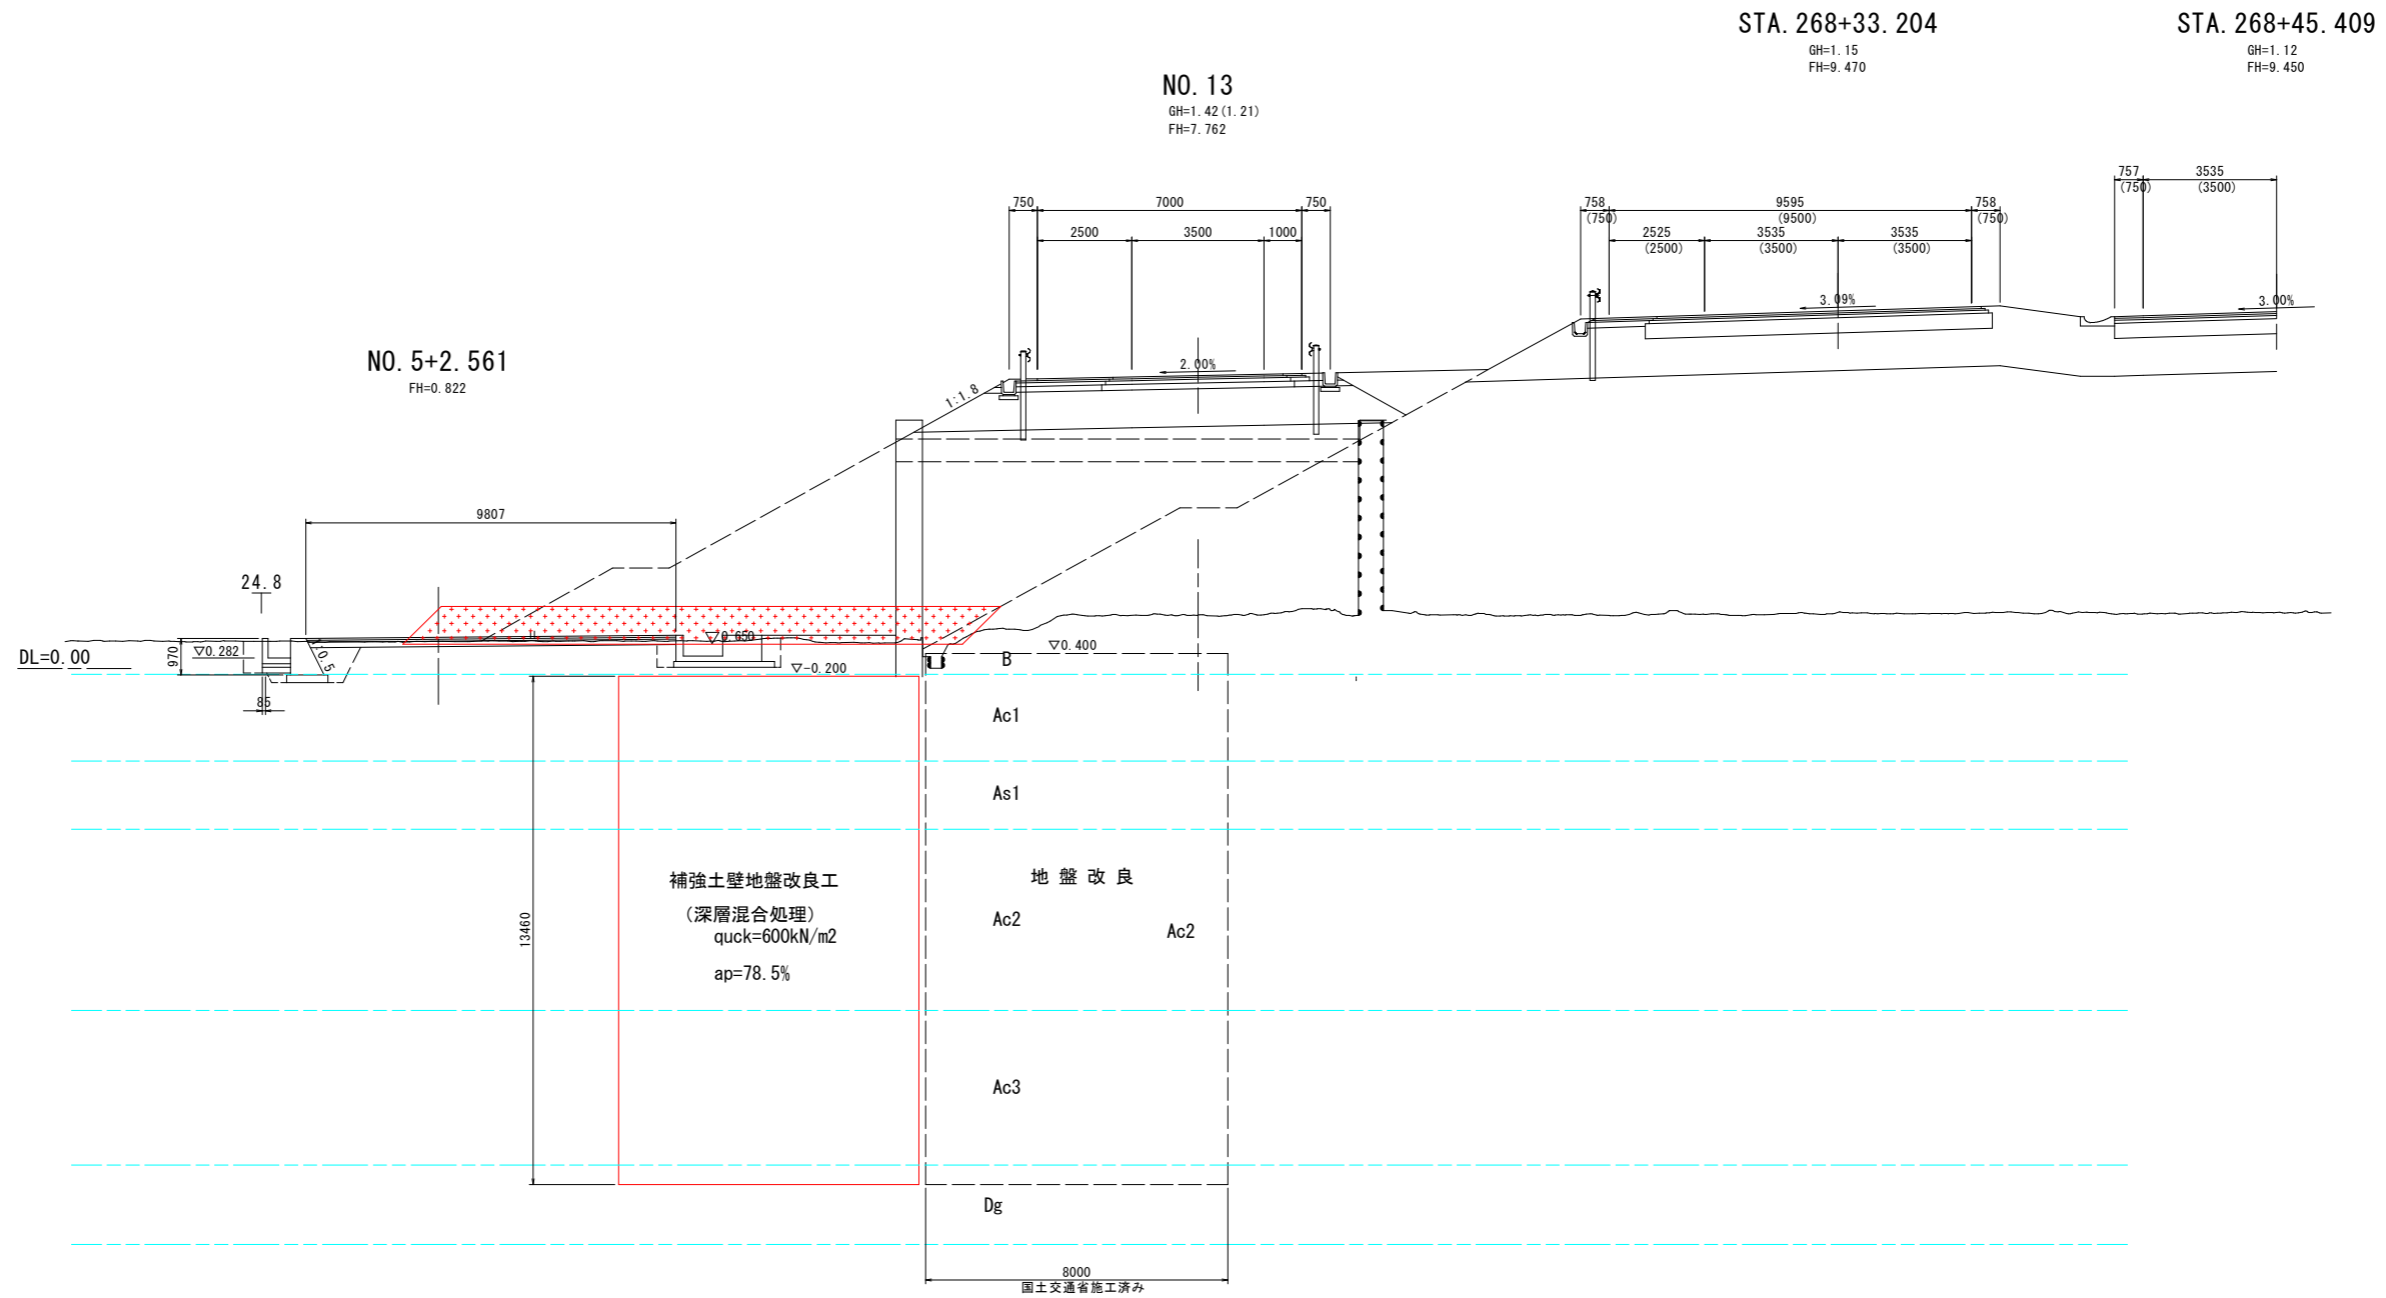 STA.268+33.204
GH=1.15
FH=9.470
STA.268+45.409
GH=1.12
FH=9.450
NO.13
GH=1.42(1.21)
FH=7.762
757
(750)
3535
(3500)
750
7000
750
2500
3500
1000
758
(750)
9595
(9500)
758
(750)
2525
(2500)
3535
(3500)
3535
(3500)
3.09%
3.00%
2.00%
1:1.8
NO.5+2.561
FH=0.822
9807
24.8
DL=0.00
970
▽0.282
1:0.5
85
▽0.650
▽-0.200
▽0.400
B
Ac1
As1
補強土壁地盤改良工
(深層混合処理)
quck=600kN/m2
ap=78.5%
13460
地盤改良
Ac2
Ac2
Ac3
Dg
8000
国土交通省施工済み